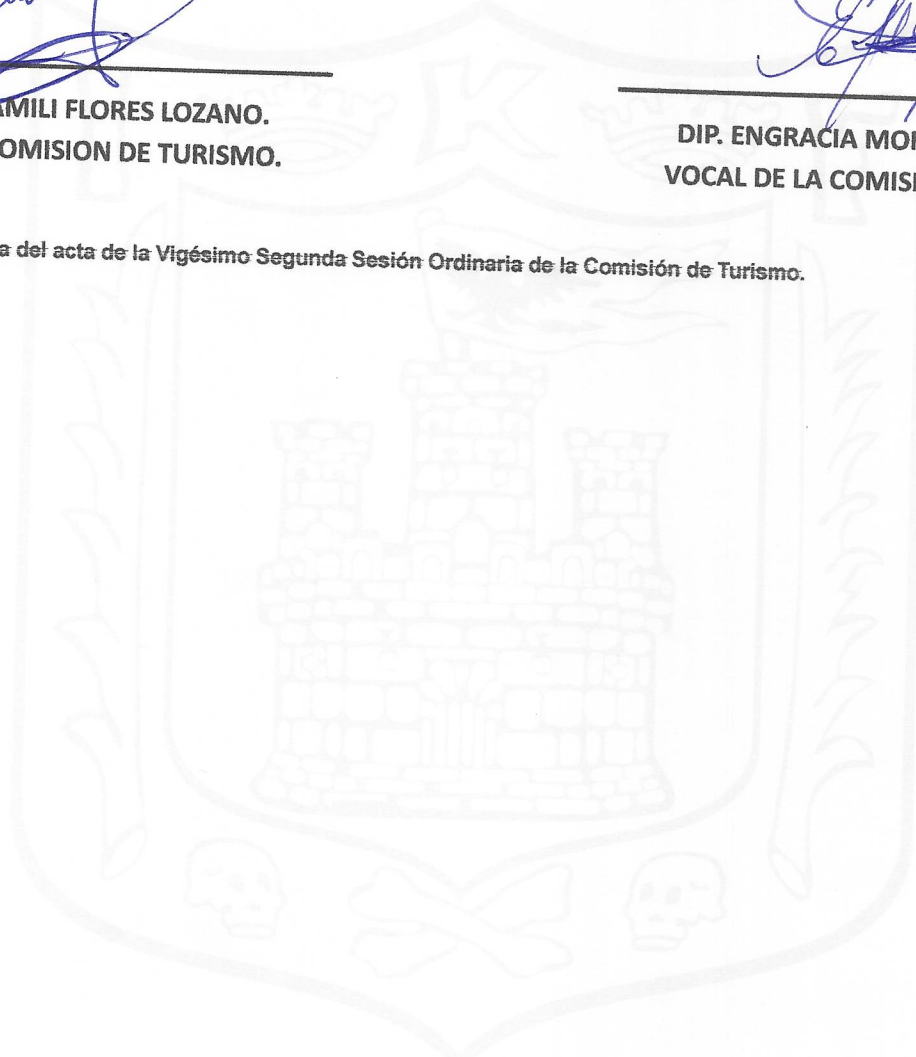 AMILI FLORES LOZANO.
OMISION DE TURISMO.
DIP. ENGRACIA MO
VOCAL DE LA COMIS
a del acta de la Vigésimo Segunda Sesión Ordinaria de la Comisión de Turismo.